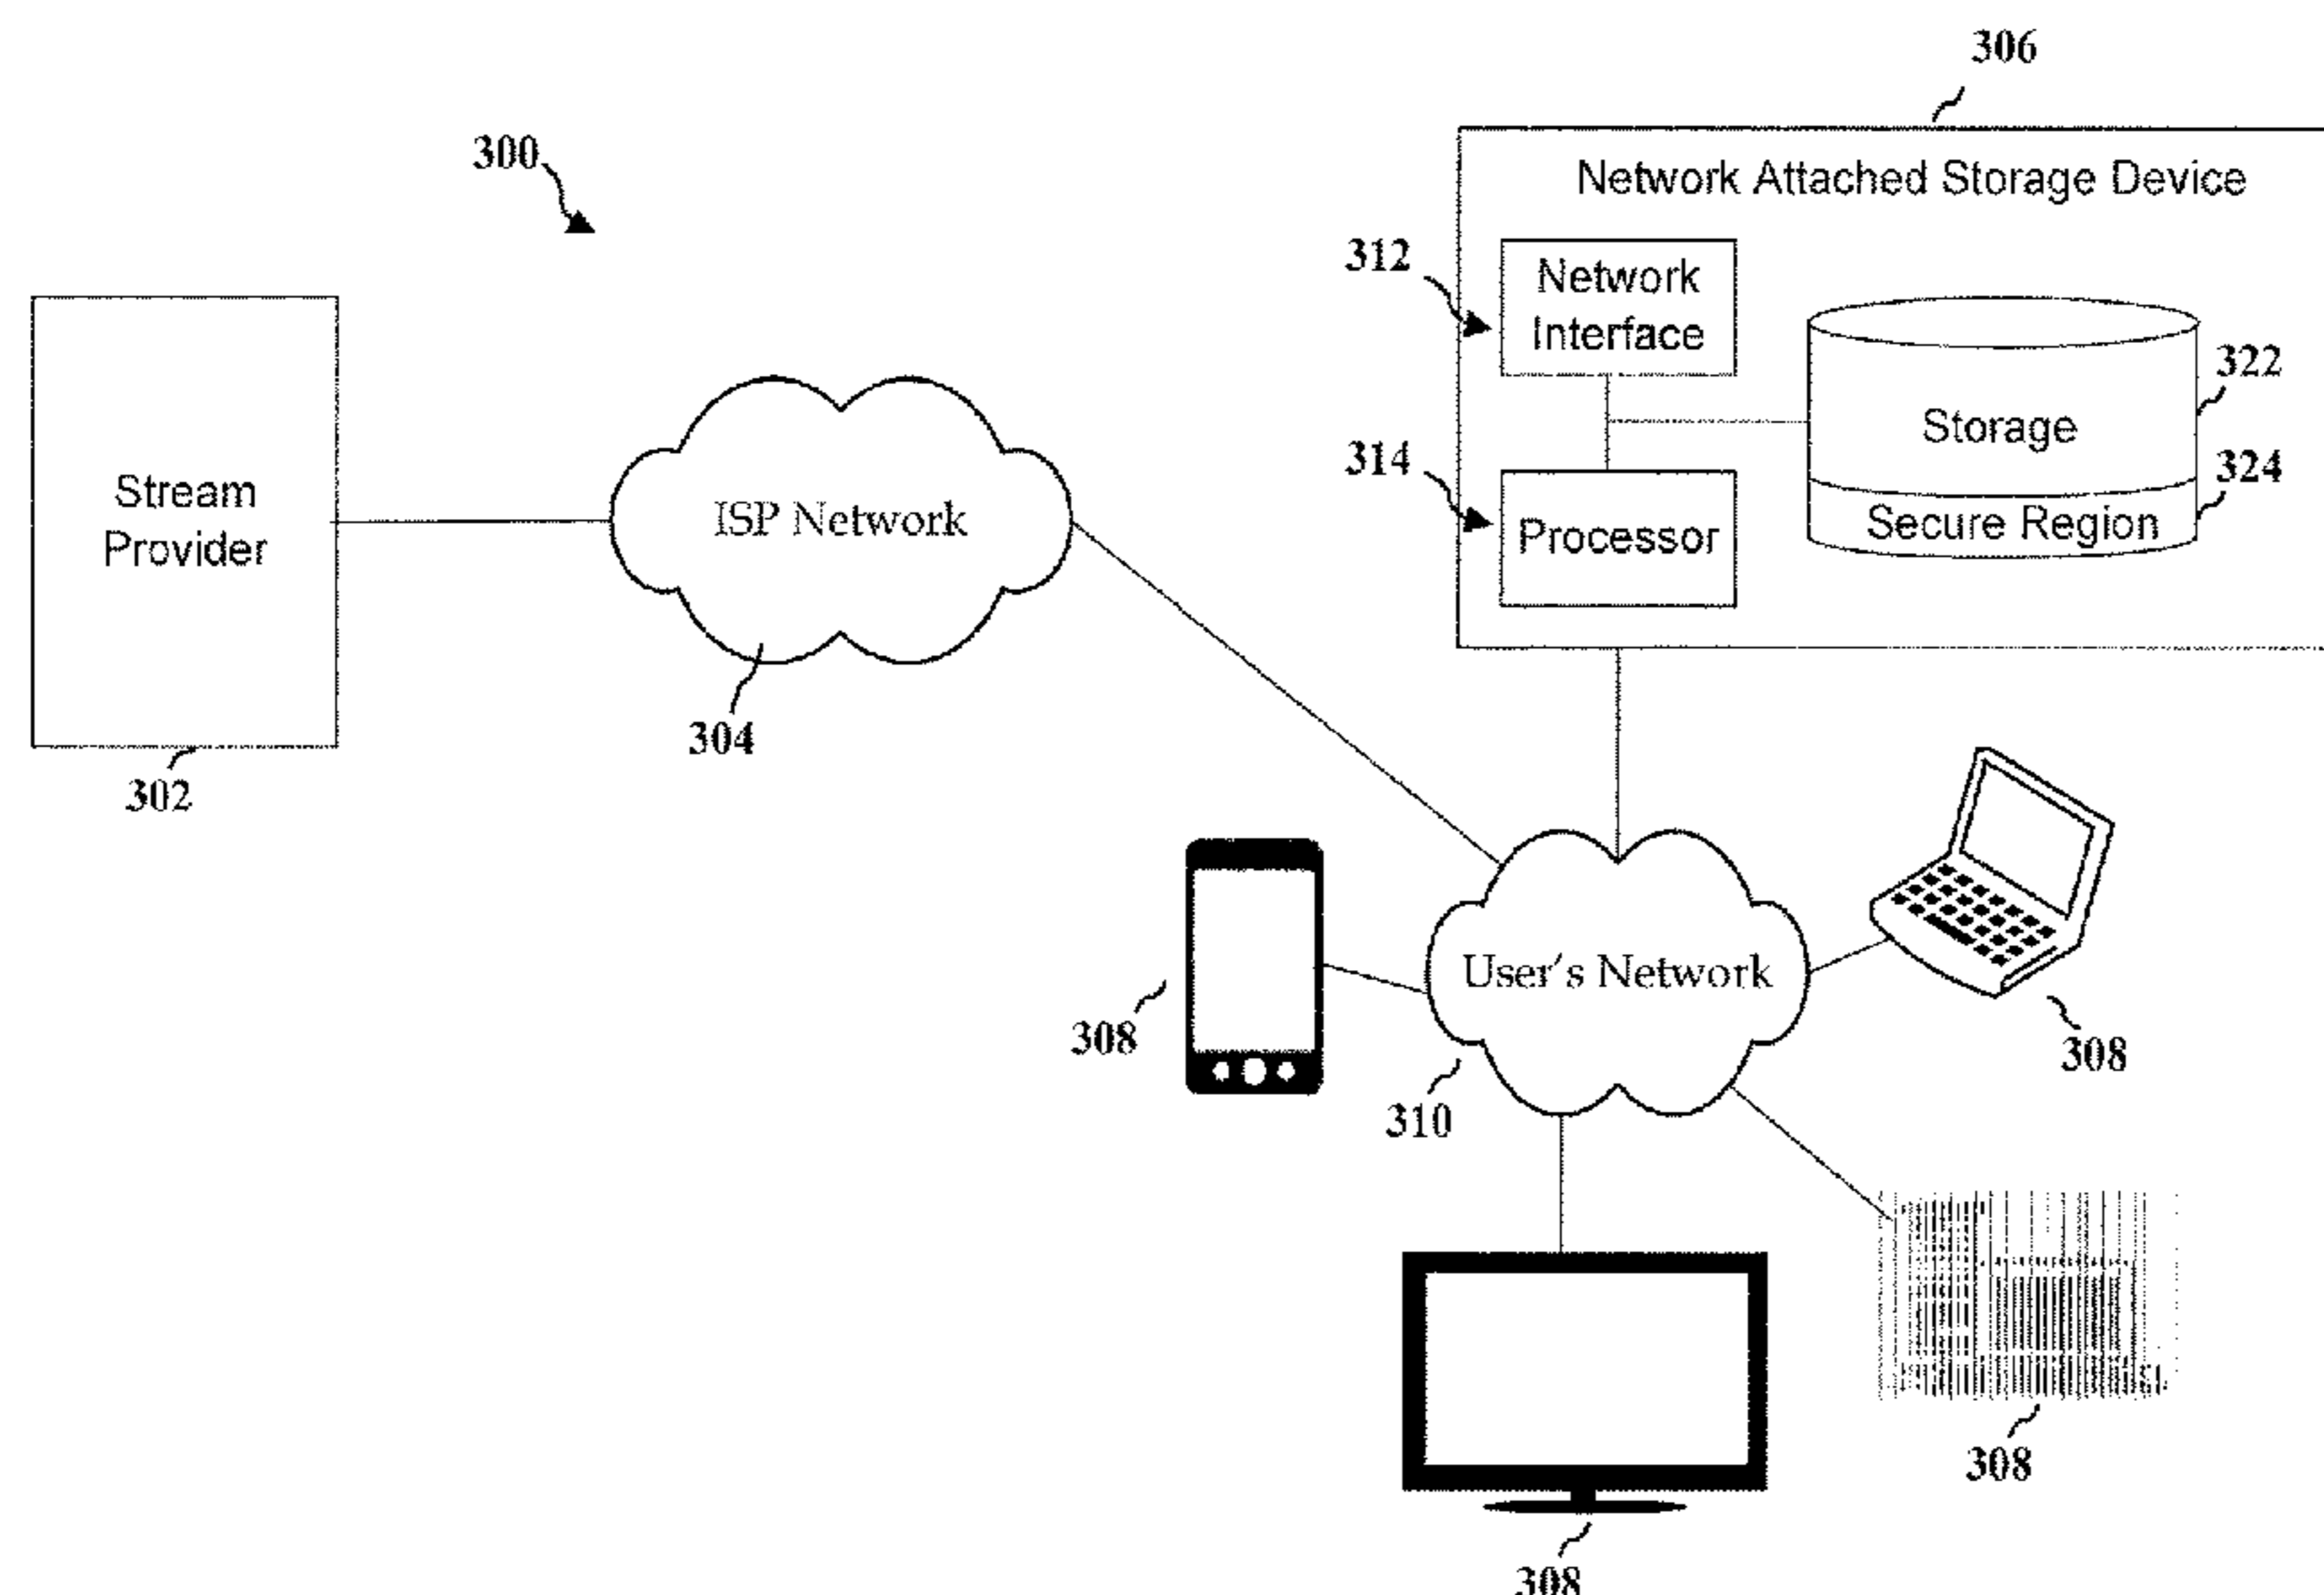 306
300
Network Attached Storage Device
312
Network
Interface
322
Storage
314
324
Stream
Provider
ISP Network
Processor
Secure Region
304
302
User's Network
308
308
310
308
308